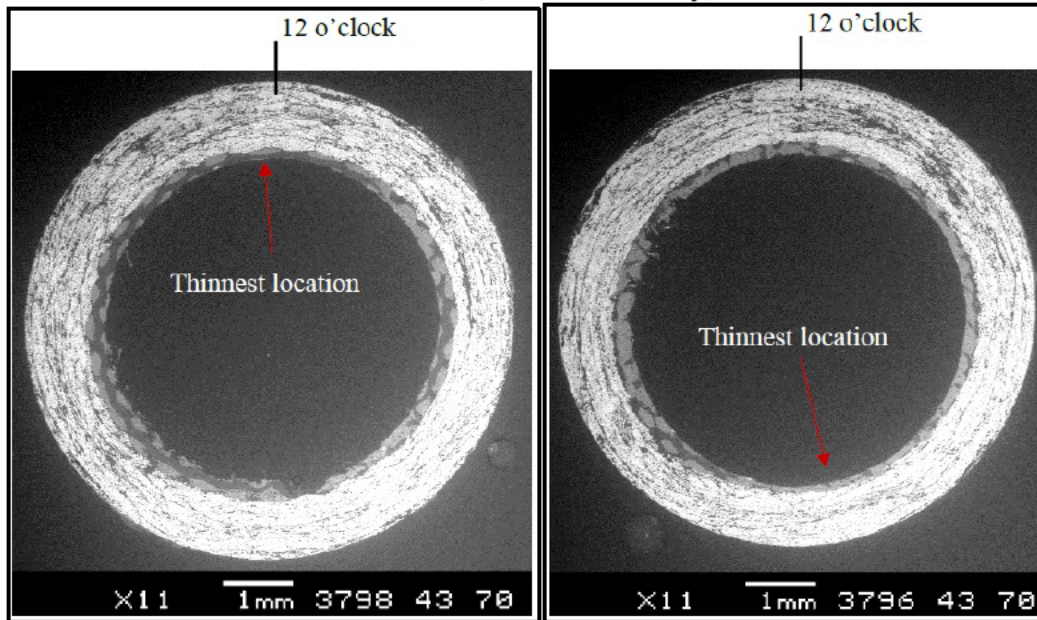 12 o'clock
Thinnest location
X11 1mm 3798 43 70
12 o'clock
Thinnest location
X11 1mm 3796 43 70